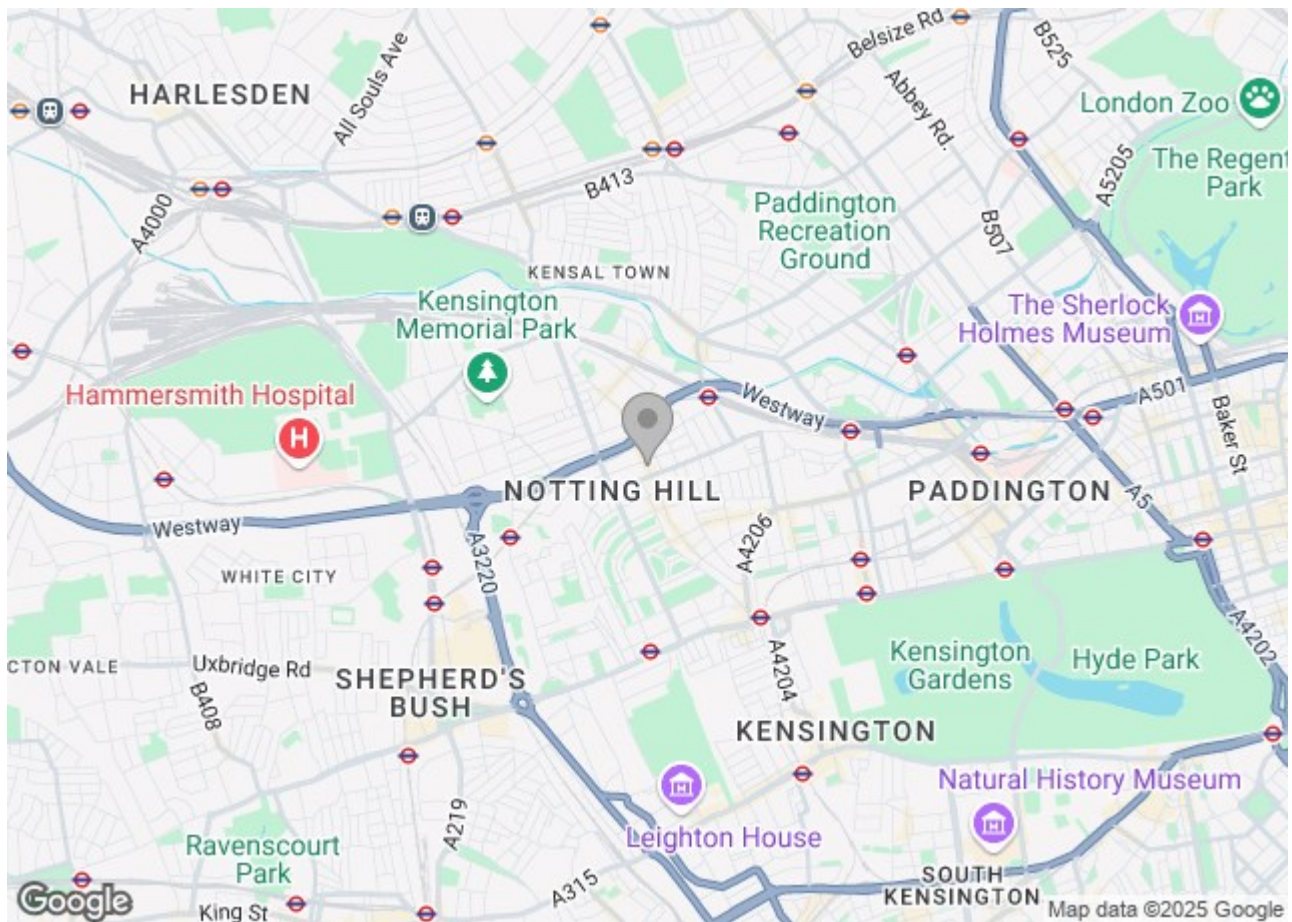 Belsize Rd
B525
HARLESDEN
All Souls Ave
Abbey Rd.
London Zoo
A5205
The Regent
Park
B413
A4000
Paddington
Recreation
Ground
B507
KENSAL TOWN
Kensington
Memorial Park
The Sherlock
Holmes Museum
Hammersmith Hospital
H
Westway
A501
Baker St
NOTTING HILL
PADDINGTON
A5
Westway
A3220
A4206
WHITE CITY
A4202
CTON VALE
Uxbridge Rd
B408
SHEPHERD'S
BUSH
A4204
Kensington
Gardens
Hyde Park
KENSINGTON
Natural History Museum
A219
Leighton House
Ravenscourt
Park
A315
SOUTH
KENSINGTON
Google
King St
Map data ©2025 Google